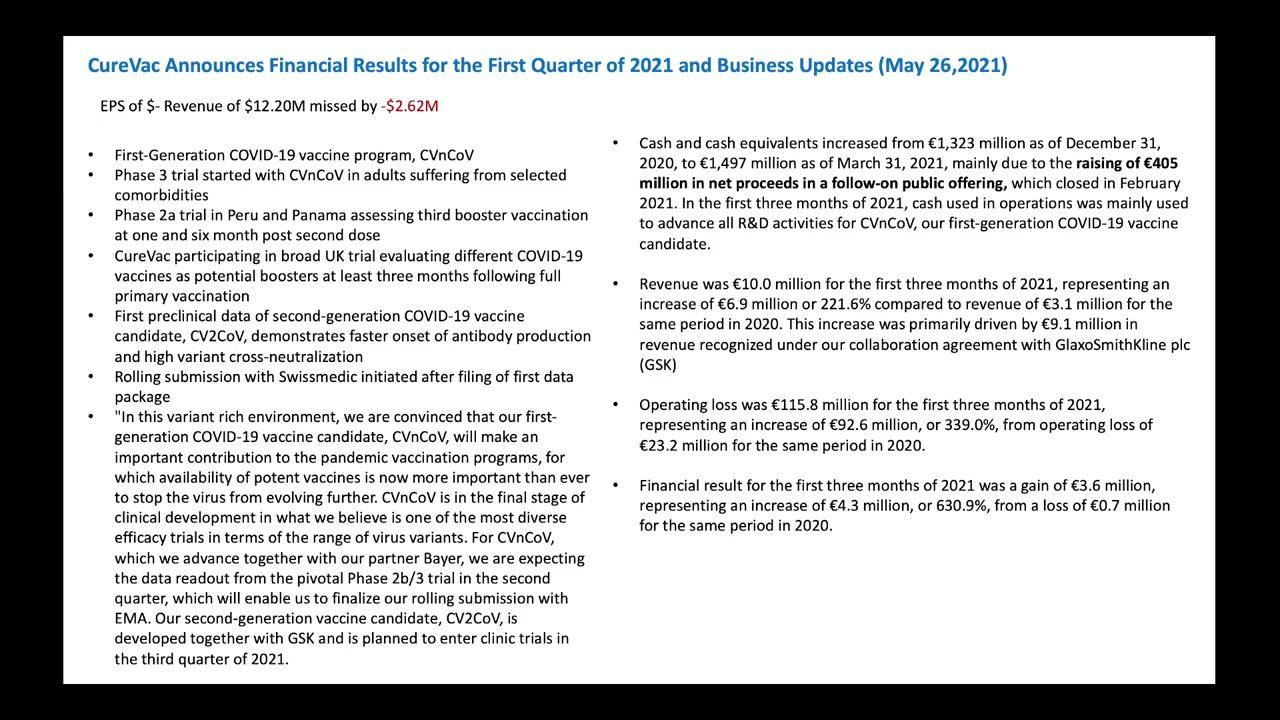 CureVac Announces Financial Results for the First Quarter of 2021 and Business Updates (May 26,2021)
EPS of $- Revenue of $12.20M missed by -$2.62M
• First-Generation COVID-19 vaccine program, CVnCoV
• Phase 3 trial started with CVnCoV in adults suffering from selected
comorbidities
• Phase 2a trial in Peru and Panama assessing third booster vaccination
at one and six month post second dose
• CureVac participating in broad UK trial evaluating different COVID-19
vaccines as potential boosters at least three months following full
primary vaccination
• First preclinical data of second-generation COVID-19 vaccine
candidate, CV2CoV, demonstrates faster onset of antibody production
and high variant cross-neutralization
• Rolling submission with Swissmedic initiated after filing of first data
package
• "In this variant rich environment, we are convinced that our first-
generation COVID-19 vaccine candidate, CVnCoV, will make an
important contribution to the pandemic vaccination programs, for
which availability of potent vaccines is now more important than ever
to stop the virus from evolving further. CVnCoV is in the final stage of
clinical development in what we believe is one of the most diverse
efficacy trials in terms of the range of virus variants. For CVnCoV,
which we advance together with our partner Bayer, we are expecting
the data readout from the pivotal Phase 2b/3 trial in the second
quarter, which will enable us to finalize our rolling submission with
EMA. Our second-generation vaccine candidate, CV2CoV, is
developed together with GSK and is planned to enter clinic trials in
the third quarter of 2021.
• Cash and cash equivalents increased from €1,323 million as of December 31,
2020, to €1,497 million as of March 31, 2021, mainly due to the raising of €405
million in net proceeds in a follow-on public offering, which closed in February
2021. In the first three months of 2021, cash used in operations was mainly used
to advance all R&D activities for CVnCoV, our first-generation COVID-19 vaccine
candidate.
• Revenue was €10.0 million for the first three months of 2021, representing an
increase of €6.9 million or 221.6% compared to revenue of €3.1 million for the
same period in 2020. This increase was primarily driven by €9.1 million in
revenue recognized under our collaboration agreement with GlaxoSmithKline plc
(GSK)
• Operating loss was €115.8 million for the first three months of 2021,
representing an increase of €92.6 million, or 339.0%, from operating loss of
€23.2 million for the same period in 2020.
• Financial result for the first three months of 2021 was a gain of €3.6 million,
representing an increase of €4.3 million, or 630.9%, from a loss of €0.7 million
for the same period in 2020.